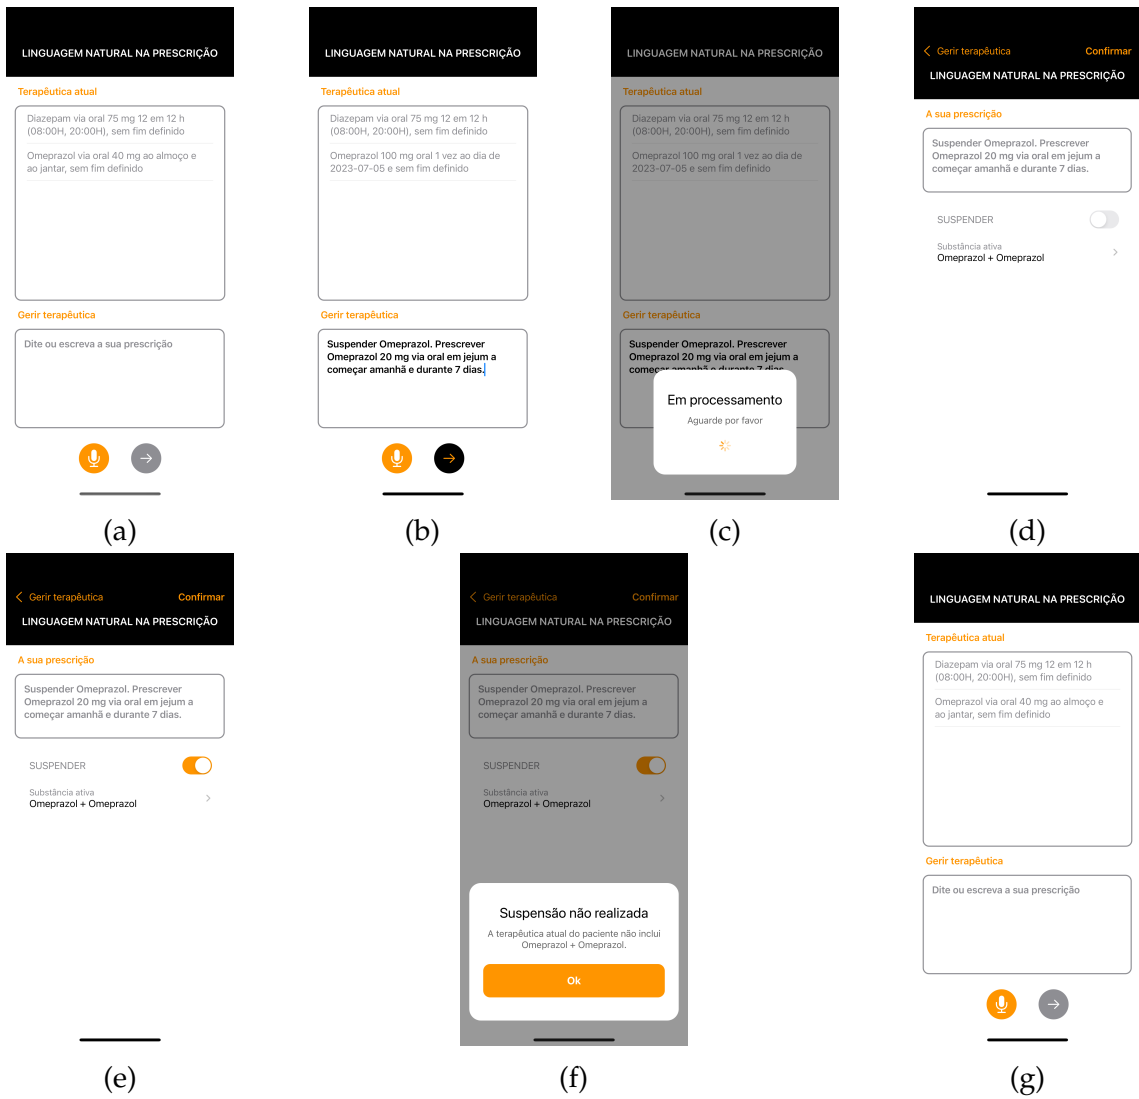 LINGUAGEM NATURAL NA PRESCRIÇÃO
Terapêutica atual
Diazepam via oral 75 mg 12 em 12 h
(08:00H, 20:00H), sem fim definido
Omeprazol via oral 40 mg ao almoço e
ao jantar, sem fim definido
Gerir terapêutica
Dite ou escreva a sua prescrição
(a)
LINGUAGEM NATURAL NA PRESCRIÇÃO
Terapêutica atual
Diazepam via oral 75 mg 12 em 12 h
(08:00H, 20:00H), sem fim definido
Omeprazol 100 mg oral 1 vez ao dia de
2023-07-05 e sem fim definido
Gerir terapêutica
Suspender Omeprazol. Prescrever
Omeprazol 20 mg via oral em jejum a
começar amanhã e durante 7 dias.
(b)
LINGUAGEM NATURAL NA PRESCRIÇÃO
Terapêutica atual
Diazepam via oral 75 mg 12 em 12 h
(08:00H, 20:00H), sem fim definido
Omeprazol 100 mg oral 1 vez ao dia de
2023-07-05 e sem fim definido
Gerir terapêutica
Suspender Omeprazol. Prescrever
Omeprazol 20 mg via oral em jejum a
começar amanhã e durante 7 dias.
Em processamento
Aguarde por favor
(c)
Gerir terapêutica
Confirmar
LINGUAGEM NATURAL NA PRESCRIÇÃO
A sua prescrição
Suspender Omeprazol. Prescrever
Omeprazol 20 mg via oral em jejum a
começar amanhã e durante 7 dias.
SUSPENDER
Substância ativa
Omeprazol + Omeprazol
(d)
Gerir terapêutica
Confirmar
LINGUAGEM NATURAL NA PRESCRIÇÃO
A sua prescrição
Suspender Omeprazol. Prescrever
Omeprazol 20 mg via oral em jejum a
começar amanhã e durante 7 dias.
SUSPENDER
Substância ativa
Omeprazol + Omeprazol
(e)
Gerir terapêutica
Confirmar
LINGUAGEM NATURAL NA PRESCRIÇÃO
A sua prescrição
Suspender Omeprazol. Prescrever
Omeprazol 20 mg via oral em jejum a
começar amanhã e durante 7 dias.
SUSPENDER
Substância ativa
Omeprazol + Omeprazol
Suspensão não realizada
A terapêutica atual do paciente não inclui
Omeprazol + Omeprazol.
Ok
(f)
LINGUAGEM NATURAL NA PRESCRIÇÃO
Terapêutica atual
Diazepam via oral 75 mg 12 em 12 h
(08:00H, 20:00H), sem fim definido
Omeprazol via oral 40 mg ao almoço e
ao jantar, sem fim definido
Gerir terapêutica
Dite ou escreva a sua prescrição
(g)